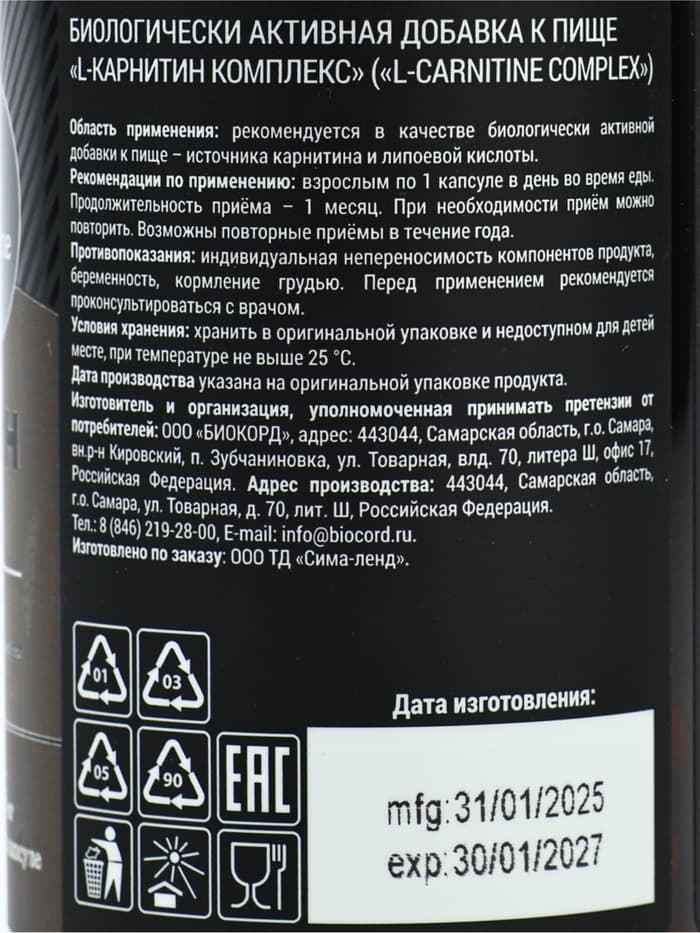 БИОЛОГИЧЕСКИ АКТИВНАЯ ДОБАВКА К ПИЩЕ
«L-КАРНИТИН КОМПЛЕКС» («L-CARNITINE COMPLEX»)
Область применения: рекомендуется в качестве биологически активной
добавки к пище – источника карнитина и липоевой кислоты.
Рекомендации по применению: взрослым по 1 капсуле в день во время еды.
Продолжительность приёма – 1 месяц. При необходимости приём можно
повторить. Возможны повторные приёмы в течение года.
Противопоказания: индивидуальная непереносимость компонентов продукта,
беременность, кормление грудью. Перед применением рекомендуется
проконсультироваться с врачом.
Условия хранения: хранить в оригинальной упаковке и недоступном для детей
месте, при температуре не выше 25 °С.
Дата производства указана на оригинальной упаковке продукта.
Изготовитель и организация, уполномоченная принимать претензии от
потребителей: ООО «БИОКОРД», адрес: 443044, Самарская область, г.о. Самара,
вн.р-н Кировский, п. Зубчаниновка, ул. Товарная, влд. 70, литера Ш, офис 17,
Российская Федерация. Адрес производства: 443044, Самарская область,
г.о. Самара, ул. Товарная, д. 70, лит. Ш, Российская Федерация.
Тел.: 8 (846) 219-28-00, E-mail: info@biocord.ru.
Изготовлено по заказу: ООО ТД «Сима-ленд».
01 03
05 90 EAC
Дата изготовления:
mfg:31/01/2025
exp:30/01/2027